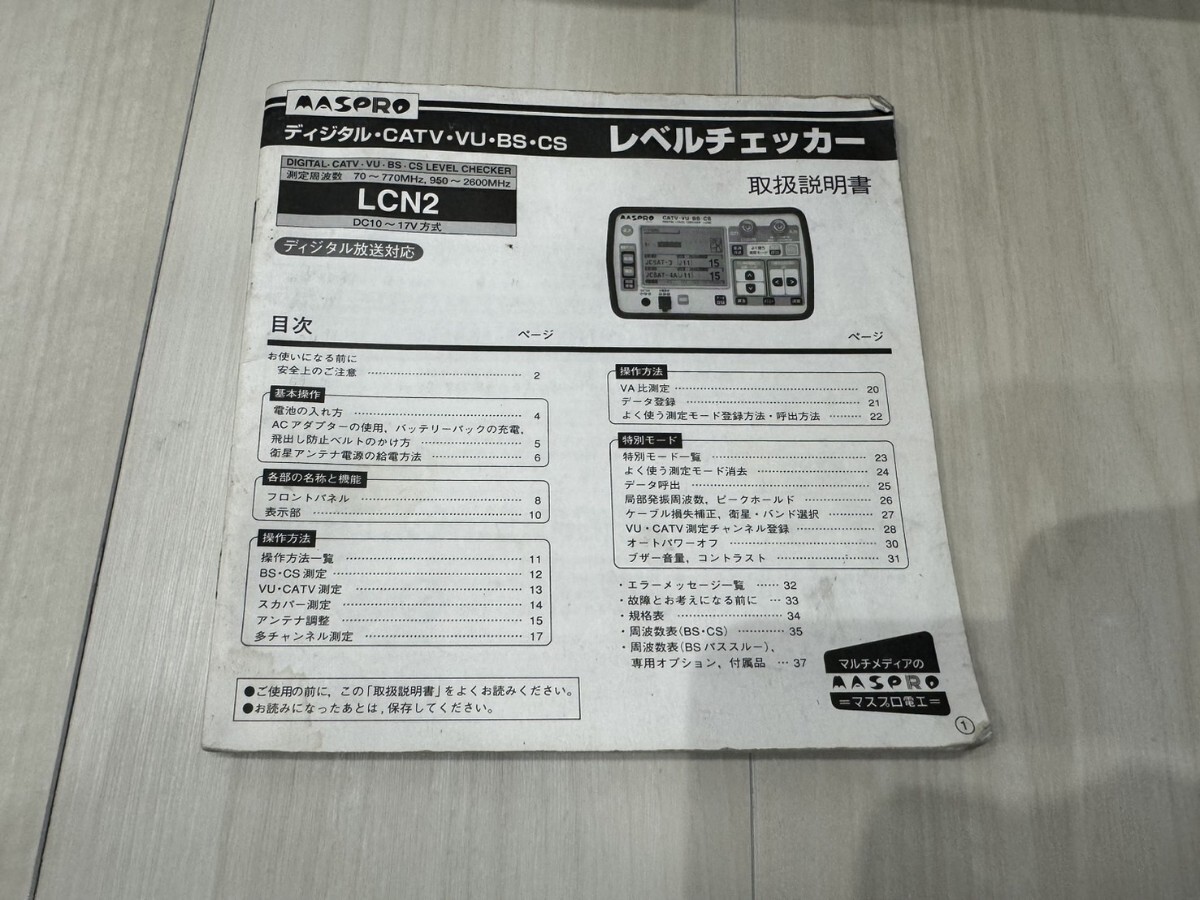 MASPRO
ディジタル・CATV・VU・BS・CS レベルチェッカー
DIGITAL・CATV・VU・BS・CS LEVEL CHECKER
測定周波数 70〜770MHz, 950〜2600MHz
LCN2
DC10〜17V方式
ディジタル放送対応
取扱説明書
MASPRO CATV・VU・BS・CS
JCSAT-3 (J11) 15
JCSAT-4A(J11) 15
目次 ページ
お使いになる前に
安全上のご注意 2
基本操作
電池の入れ方 4
ACアダプターの使用, バッテリーパックの充電,
飛出し防止ベルトのかけ方 5
衛星アンテナ電源の給電方法 6
各部の名称と機能
フロントパネル 8
表示部 10
操作方法
操作方法一覧 11
BS・CS測定 12
VU・CATV測定 13
スカパー測定 14
アンテナ調整 15
多チャンネル測定 17
ページ
操作方法
VA比測定 20
データ登録 21
よく使う測定モード登録方法・呼出方法 22
特別モード
特別モード一覧 23
よく使う測定モード消去 24
データ呼出 25
局部発振周波数, ピークホールド 26
ケーブル損失補正, 衛星・バンド選択 27
VU・CATV測定チャンネル登録 28
オートパワーオフ 30
ブザー音量, コントラスト 31
・エラーメッセージ一覧 …… 32
・故障とお考えになる前に … 33
・規格表 34
・周波数表(BS・CS) 35
・周波数表(BSパススルー),
専用オプション, 付属品 … 37
●ご使用の前に, この「取扱説明書」をよくお読みください。
●お読みになったあとは, 保存してください。
マルチメディアの
MASPRO
=マスプロ電工=
①